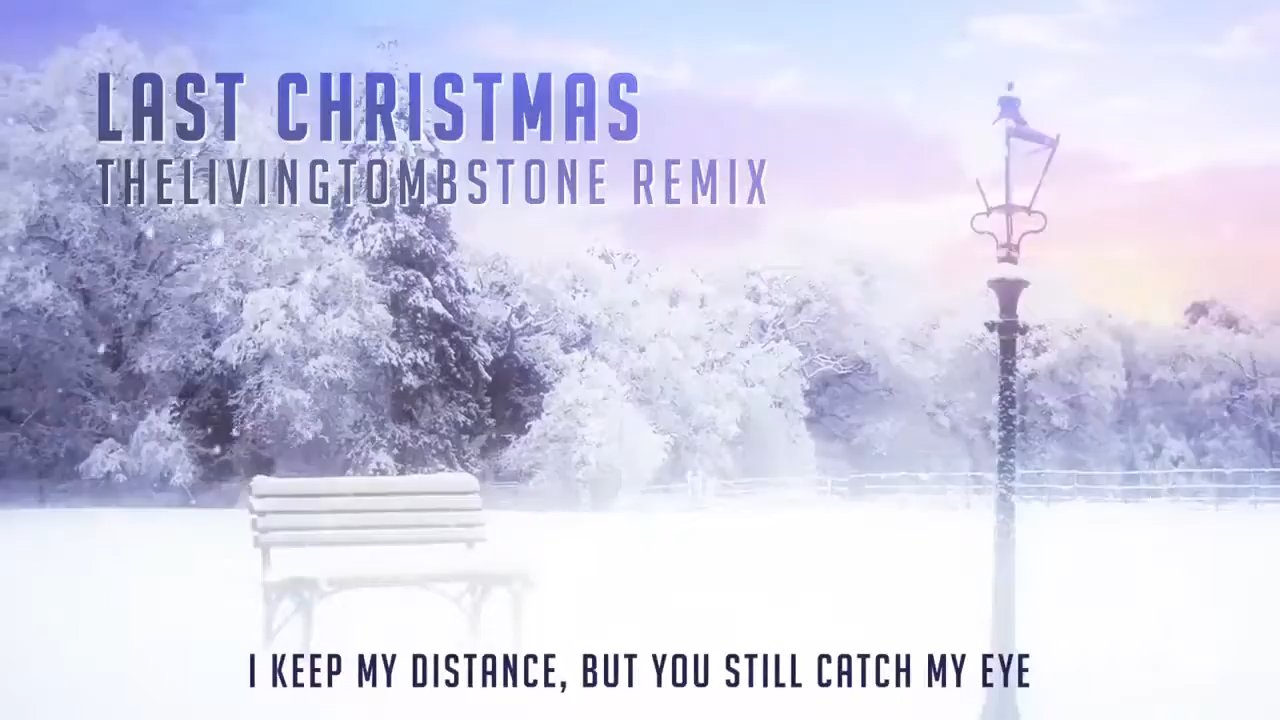 LAST CHRISTMAS
THELIVINGTOMBSTONE REMIX
I KEEP MY DISTANCE, BUT YOU STILL CATCH MY EYE